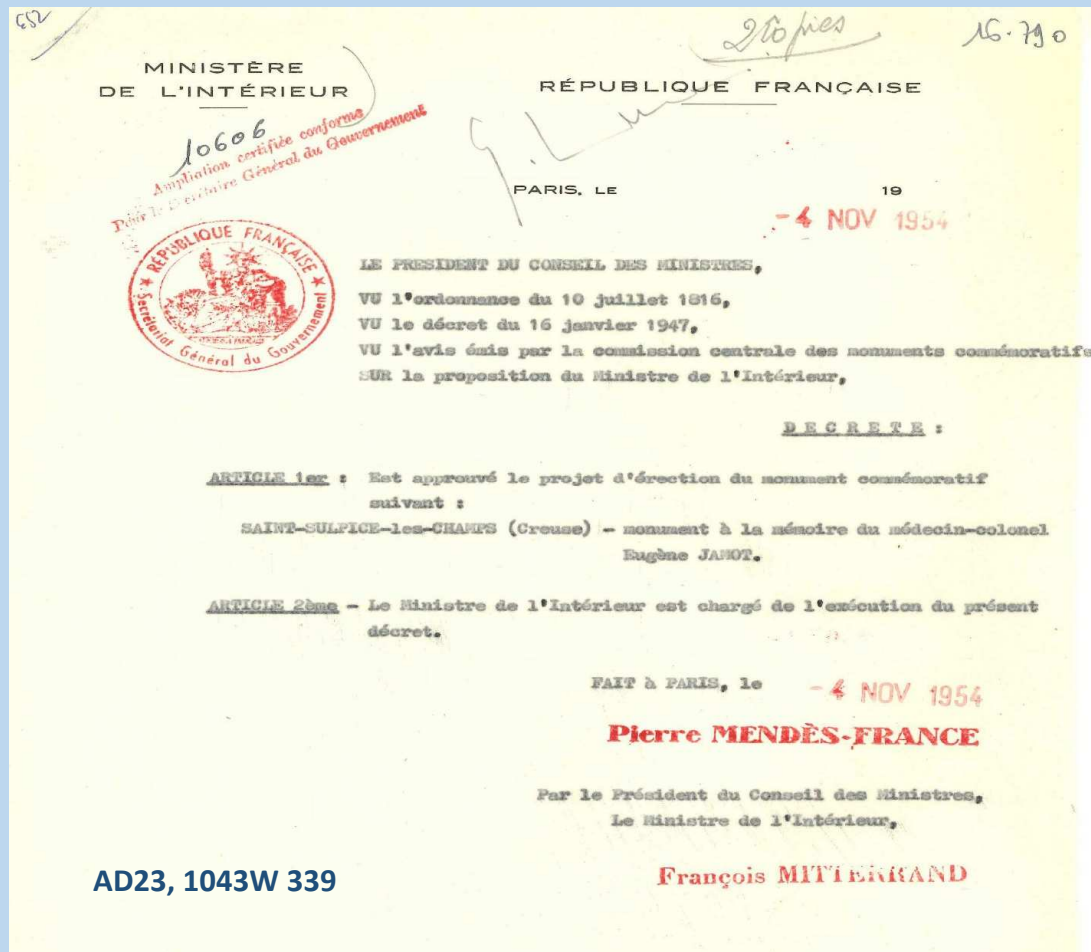 652
2 Copies
16.790
MINISTÈRE
DE L'INTÉRIEUR
RÉPUBLIQUE FRANÇAISE
10606
Ampliation certifiée conforme
Pour le Secrétaire Général du Gouvernement
PARIS, LE 19
- 4 NOV 1954
★ RÉPUBLIQUE FRANÇAISE ★
Secrétariat Général du Gouvernement
LE PRESIDENT DU CONSEIL DES MINISTRES,
VU l'ordonnance du 10 juillet 1816,
VU le décret du 16 janvier 1947,
VU l'avis émis par la commission centrale des monuments commémoratifs
SUR la proposition du Ministre de l'Intérieur,
D E C R E T E :
ARTICLE 1er : Est approuvé le projet d'érection du monument commémoratif
suivant :
SAINT-SULPICE-les-CHAMPS (Creuse) - monument à la mémoire du médecin-colonel
Eugène JAMOT.
ARTICLE 2ème - Le Ministre de l'Intérieur est chargé de l'exécution du présent
décret.
FAIT à PARIS, le - 4 NOV 1954
Pierre MENDÈS-FRANCE
Par le Président du Conseil des Ministres,
Le Ministre de l'Intérieur,
François MITTERRAND
AD23, 1043W 339